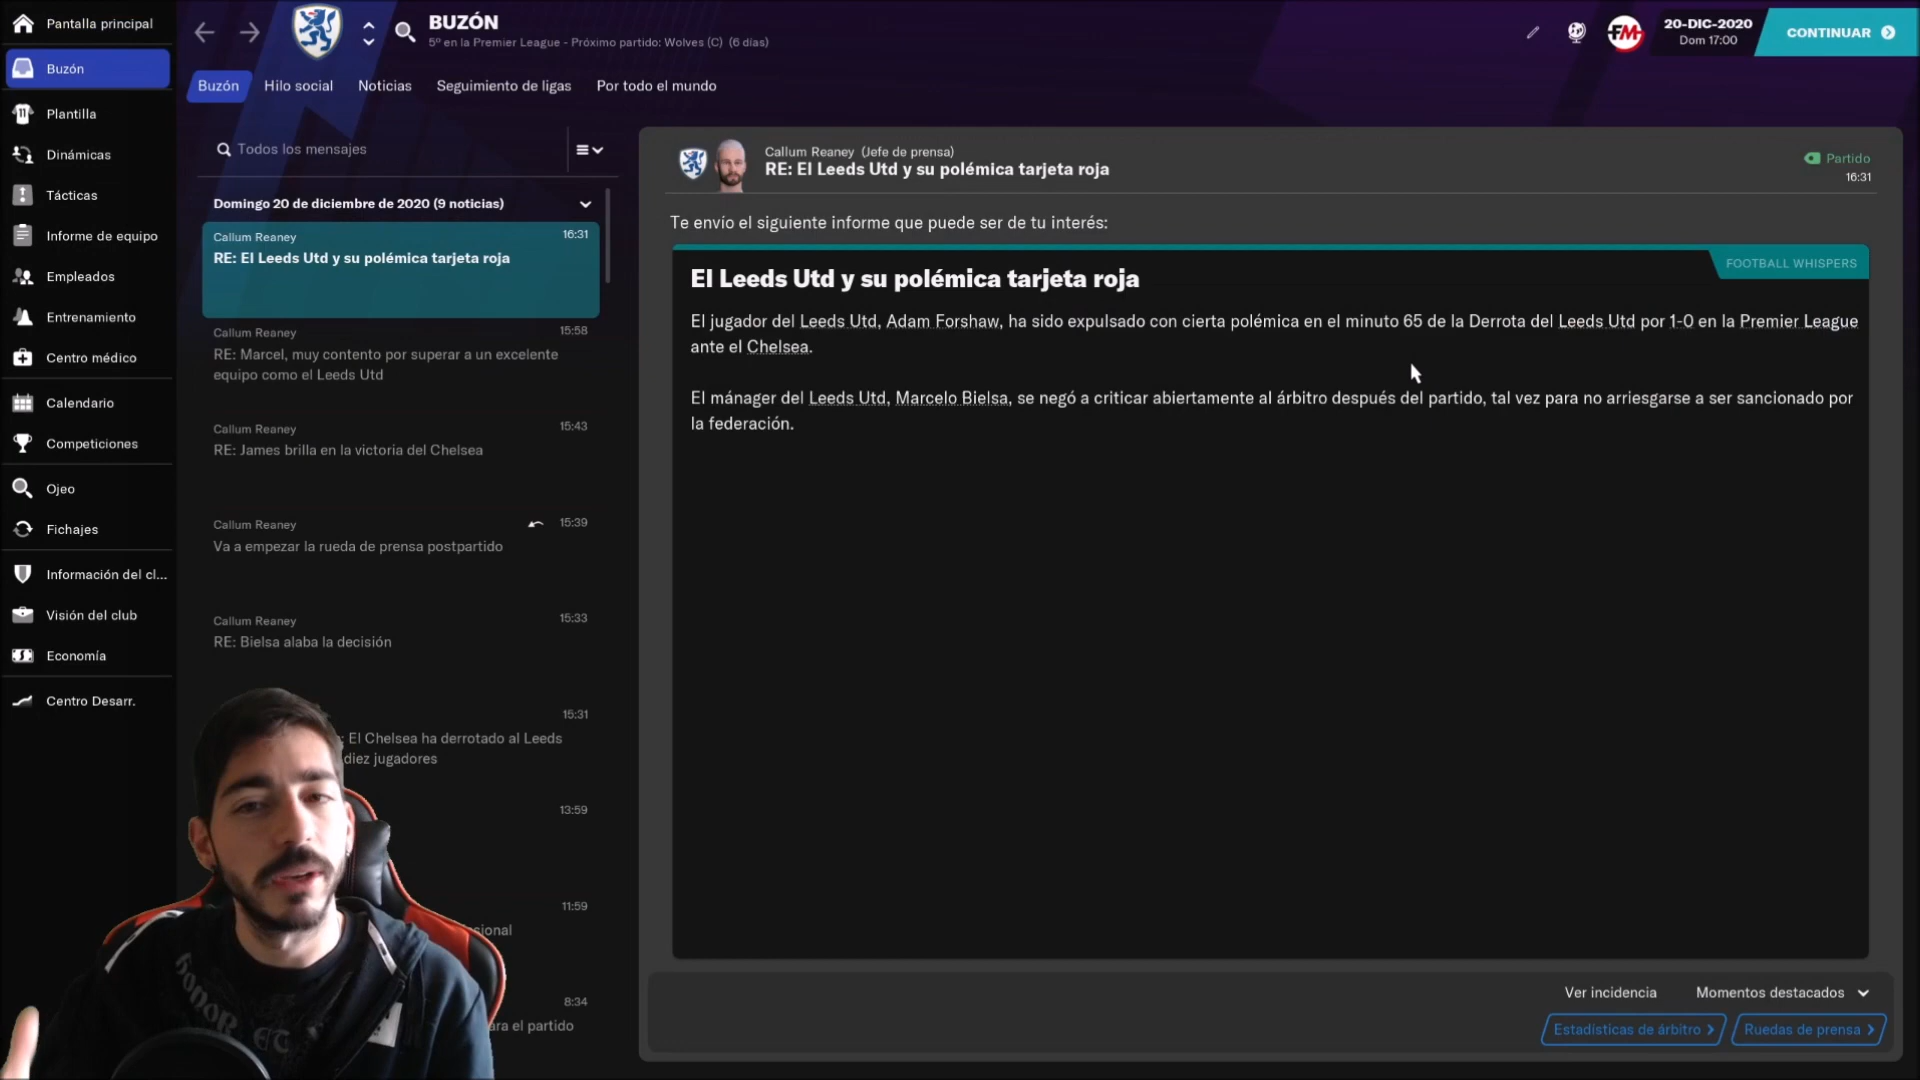 Pantalla principal
Buzón
Plantilla
Dinámicas
Tácticas
Informe de equipo
Empleados
Entrenamiento
Centro médico
Calendario
Competiciones
Ojeo
Fichajes
Información del cl...
Visión del club
Economía
Centro Desarr.
BUZÓN
5º en la Premier League - Próximo partido: Wolves (C) (6 días)
FM
20-DIC-2020
Dom 17:00
CONTINUAR
Buzón Hilo social Noticias Seguimiento de ligas Por todo el mundo
Todos los mensajes
Domingo 20 de diciembre de 2020 (9 noticias)
Callum Reaney 16:31
RE: El Leeds Utd y su polémica tarjeta roja
Callum Reaney 15:58
RE: Marcel, muy contento por superar a un excelente
equipo como el Leeds Utd
Callum Reaney 15:43
RE: James brilla en la victoria del Chelsea
Callum Reaney 15:39
Va a empezar la rueda de prensa postpartido
Callum Reaney 15:33
RE: Bielsa alaba la decisión
15:31
: El Chelsea ha derrotado al Leeds
diez jugadores
13:59
11:59
sional
8:34
ara el partido
HONOR
Callum Reaney (Jefe de prensa)
RE: El Leeds Utd y su polémica tarjeta roja
Partido
16:31
Te envío el siguiente informe que puede ser de tu interés:
FOOTBALL WHISPERS
El Leeds Utd y su polémica tarjeta roja
El jugador del Leeds Utd, Adam Forshaw, ha sido expulsado con cierta polémica en el minuto 65 de la Derrota del Leeds Utd por 1-0 en la Premier League
ante el Chelsea.
El mánager del Leeds Utd, Marcelo Bielsa, se negó a criticar abiertamente al árbitro después del partido, tal vez para no arriesgarse a ser sancionado por
la federación.
Ver incidencia Momentos destacados
Estadísticas de árbitro Ruedas de prensa